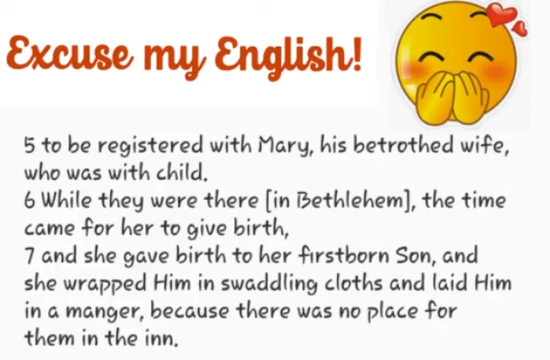 Excuse my English!
5 to be registered with Mary, his betrothed wife,
who was with child.
6 While they were there [in Bethlehem], the time
came for her to give birth,
7 and she gave birth to her firstborn Son, and
she wrapped Him in swaddling cloths and laid Him
in a manger, because there was no place for
them in the inn.